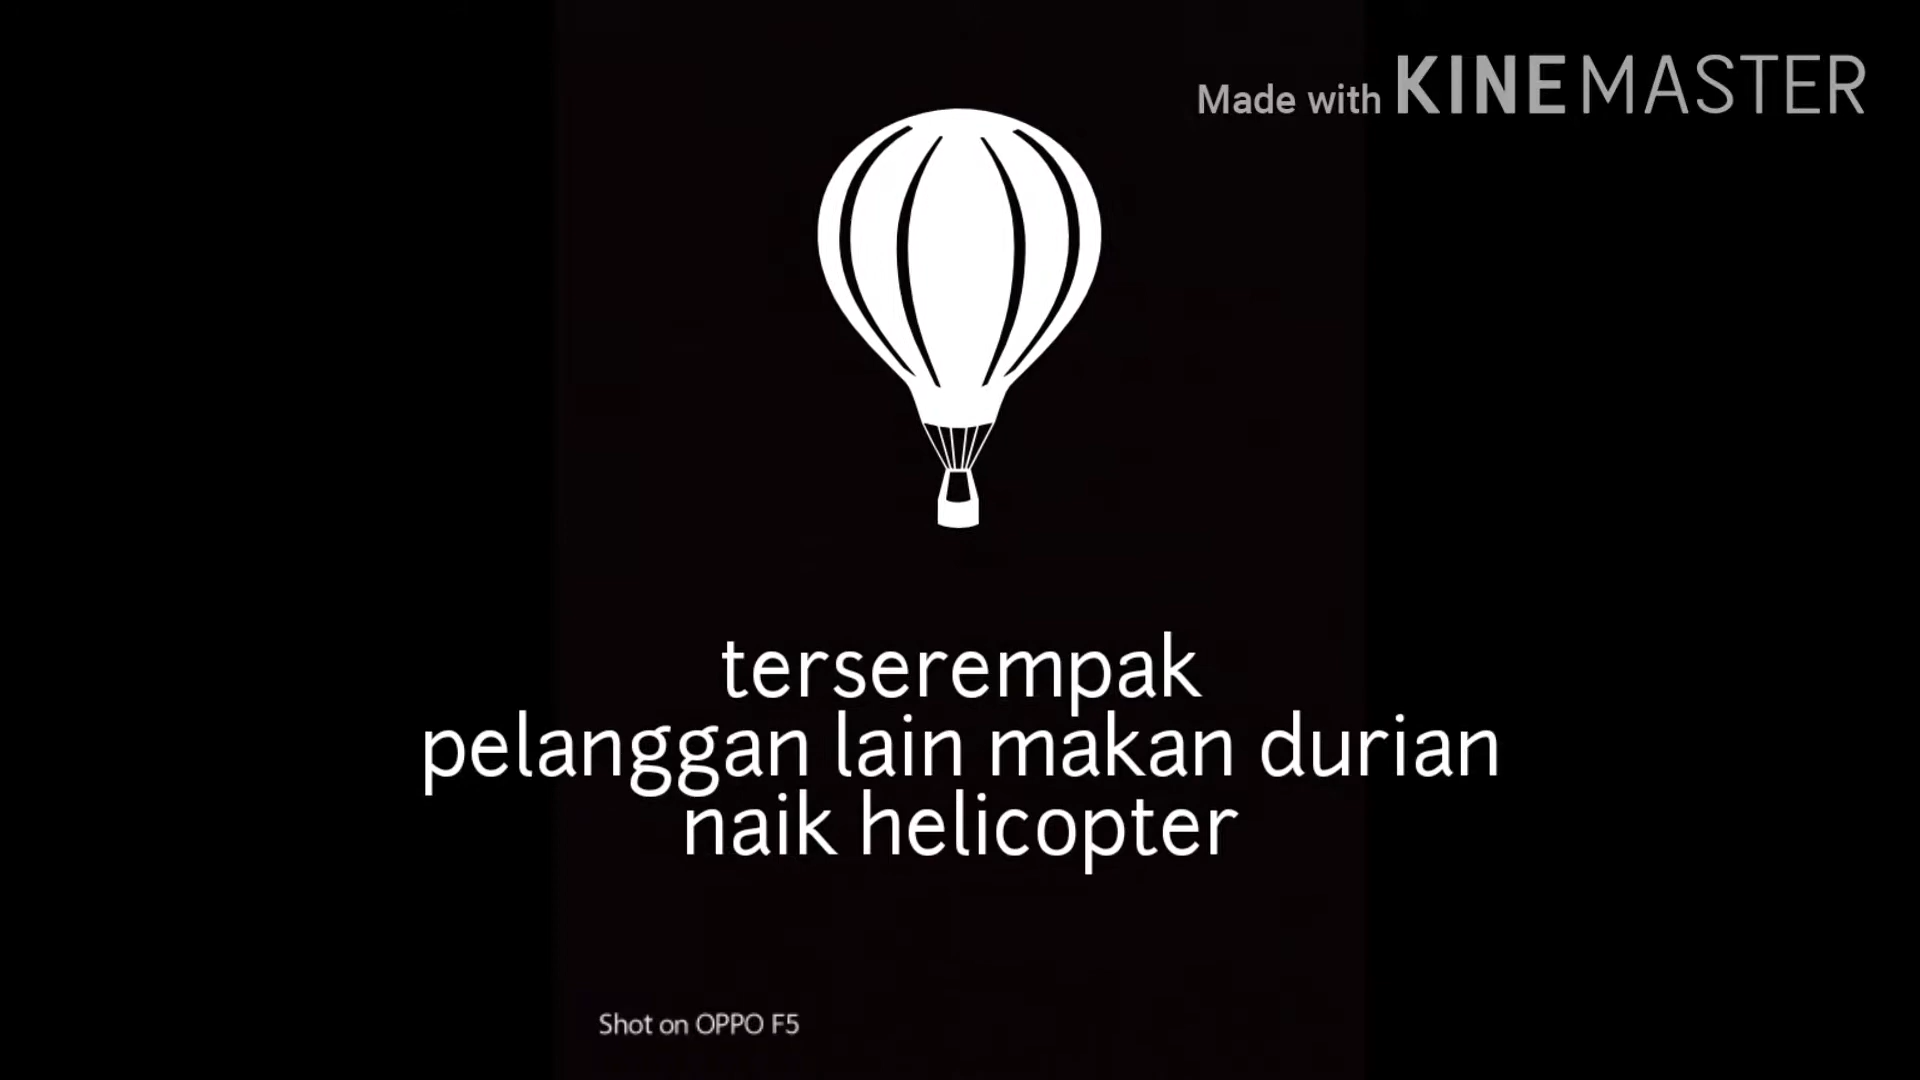 Made with KINEMASTER
terserempak
pelanggan lain makan durian
naik helicopter
Shot on OPPO F5